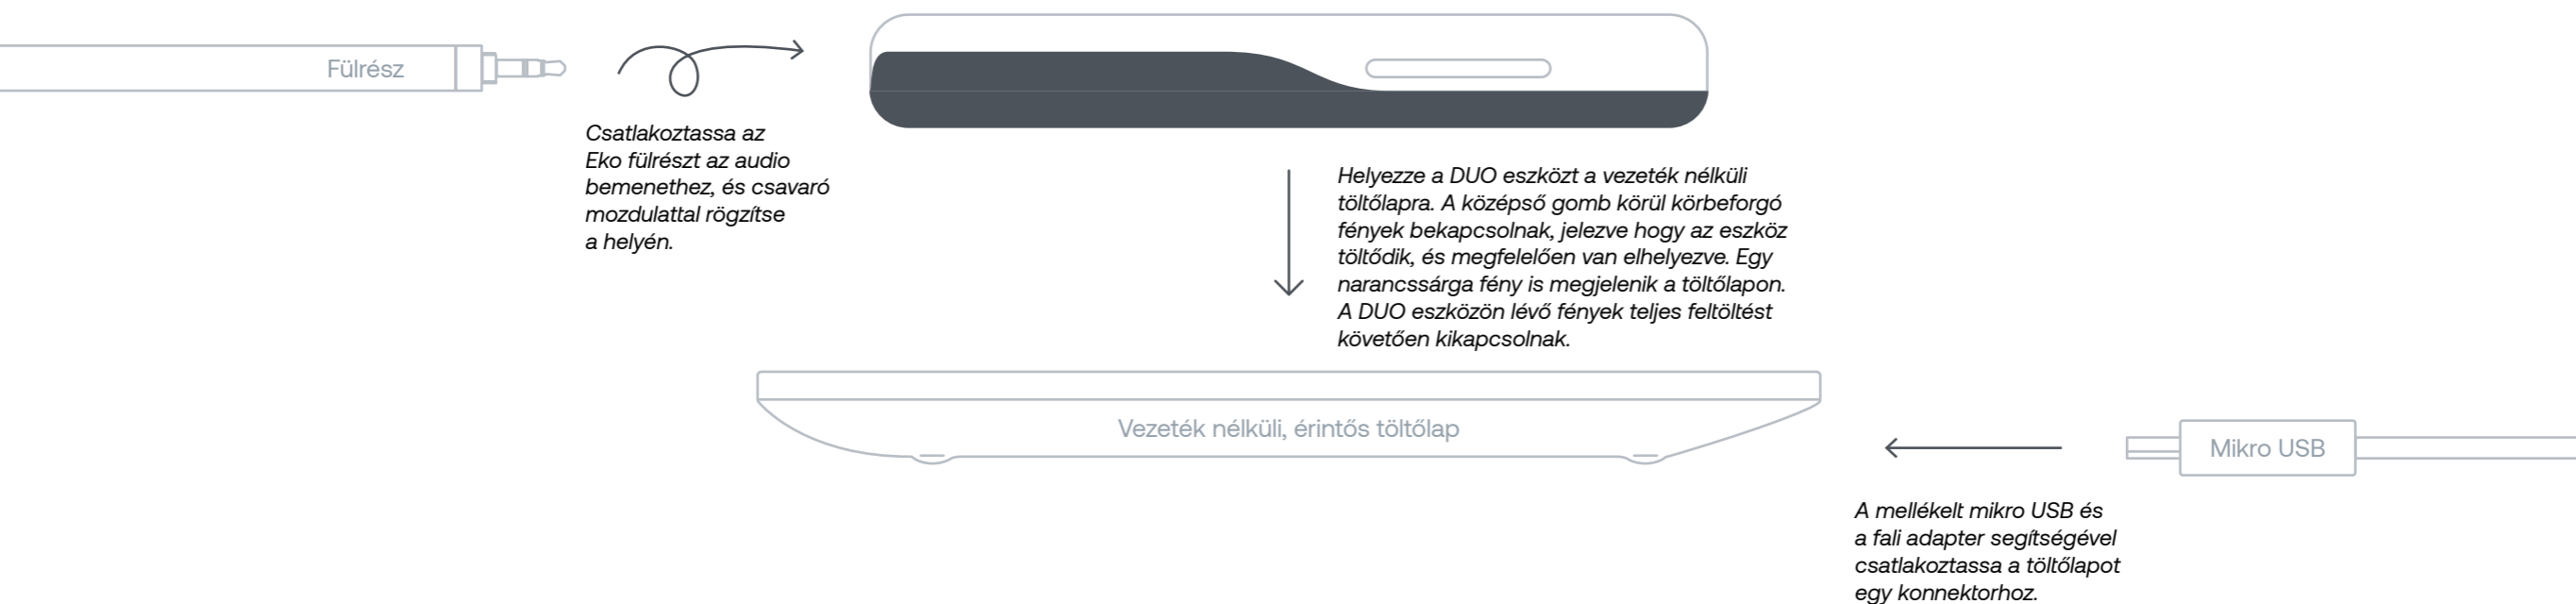 Fülrész
Csatlakoztassa az
Eko fülrészt az audio
bemenethez, és csavaró
mozdulattal rögzítse
a helyén.
Helyezze a DUO eszközt a vezeték nélküli
töltőlapra. A középső gomb körül körbeforgó
fények bekapcsolnak, jelezve hogy az eszköz
töltődik, és megfelelően van elhelyezve. Egy
narancssárga fény is megjelenik a töltőlapon.
A DUO eszközön lévő fények teljes feltöltést
követően kikapcsolnak.
Vezeték nélküli, érintős töltőlap
Mikro USB
A mellékelt mikro USB és
a fali adapter segítségével
csatlakoztassa a töltőlapot
egy konnektorhoz.